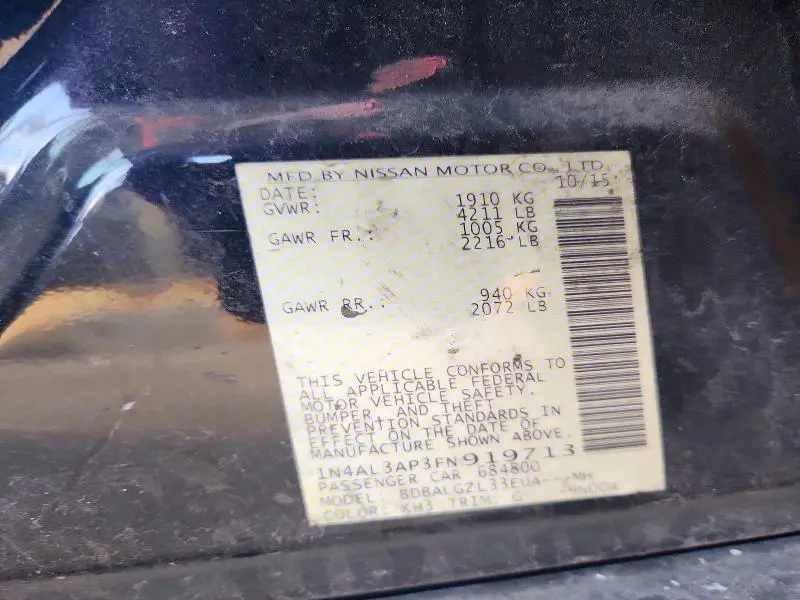 MFD BY NISSAN MOTOR CO., LTD.
DATE: 10/15
GVWR: 1910 KG
4211 LB
GAWR FR.: 1005 KG
2216 LB
GAWR RR.: 940 KG
2072 LB
THIS VEHICLE CONFORMS TO
ALL APPLICABLE FEDERAL
MOTOR VEHICLE SAFETY,
BUMPER, AND THEFT
PREVENTION STANDARDS IN
EFFECT ON THE DATE OF
MANUFACTURE SHOWN ABOVE.
1N4AL3AP3FN919713
PASSENGER CAR 684800
MODEL: BDBALGZL33EUA
COLOR: KH3 TRIM: G